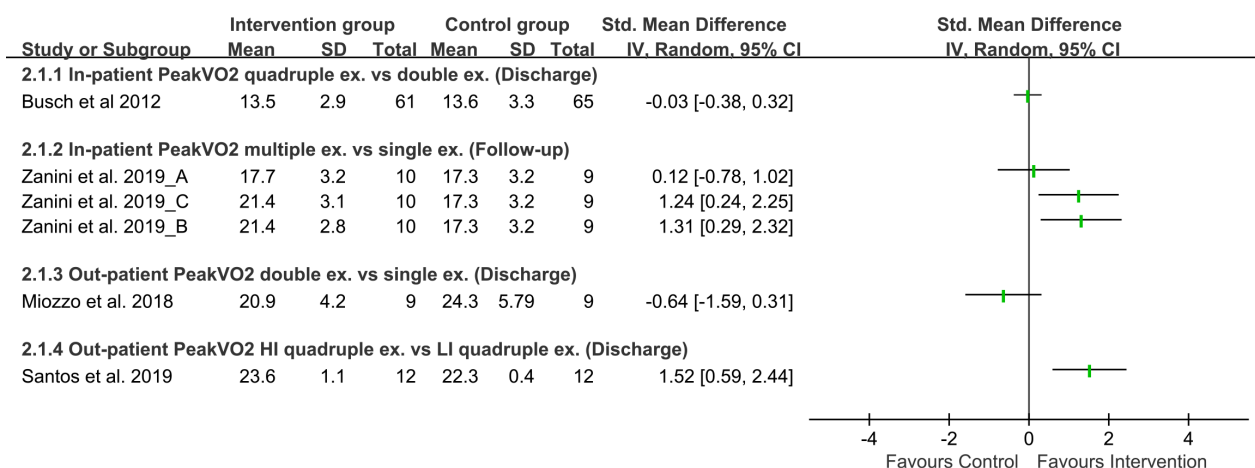 Intervention group Control group Std. Mean Difference Std. Mean Difference
Study or Subgroup Mean SD Total Mean SD Total IV, Random, 95% CI IV, Random, 95% CI
2.1.1 In-patient PeakVO2 quadruple ex. vs double ex. (Discharge)
Busch et al 2012 13.5 2.9 61 13.6 3.3 65 -0.03 [-0.38, 0.32]
2.1.2 In-patient PeakVO2 multiple ex. vs single ex. (Follow-up)
Zanini et al. 2019_A 17.7 3.2 10 17.3 3.2 9 0.12 [-0.78, 1.02]
Zanini et al. 2019_C 21.4 3.1 10 17.3 3.2 9 1.24 [0.24, 2.25]
Zanini et al. 2019_B 21.4 2.8 10 17.3 3.2 9 1.31 [0.29, 2.32]
2.1.3 Out-patient PeakVO2 double ex. vs single ex. (Discharge)
Miozzo et al. 2018 20.9 4.2 9 24.3 5.79 9 -0.64 [-1.59, 0.31]
2.1.4 Out-patient PeakVO2 HI quadruple ex. vs LI quadruple ex. (Discharge)
Santos et al. 2019 23.6 1.1 12 22.3 0.4 12 1.52 [0.59, 2.44]
-4 -2 0 2 4
Favours Control Favours Intervention